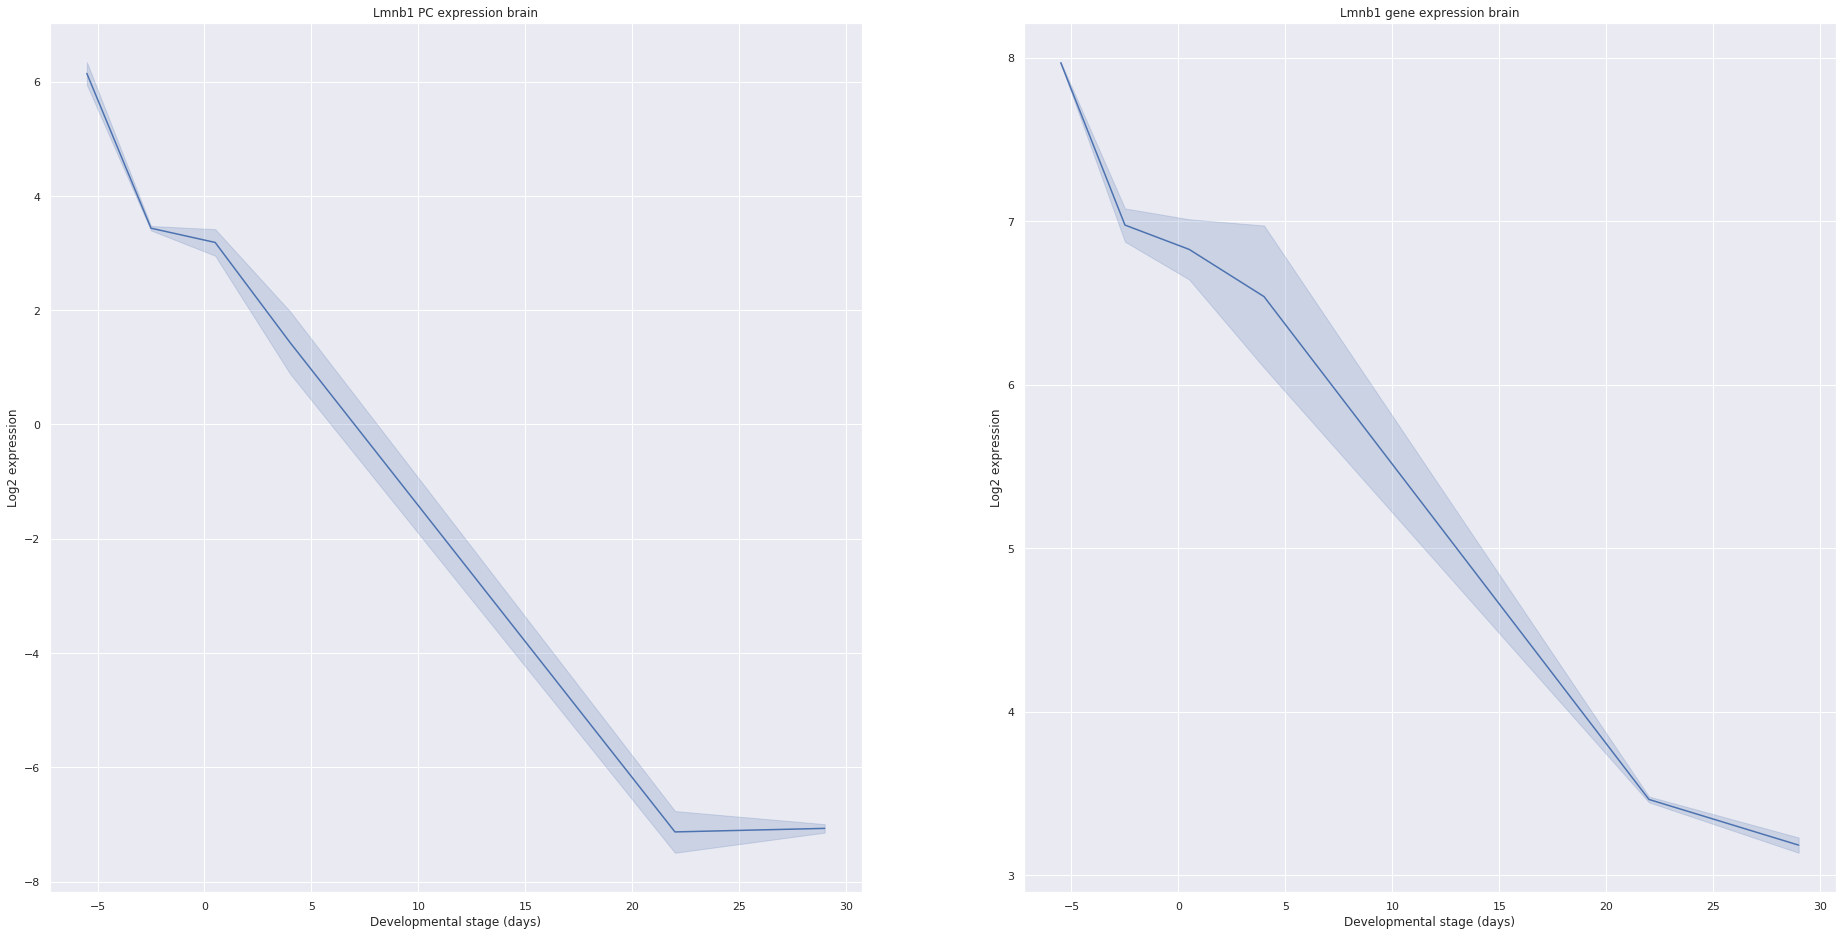 Lmnb1 PC expression brain
Log2 expression
6
4
2
0
−2
−4
−6
−8
−5 0 5 10 15 20 25 30
Developmental stage (days)
Lmnb1 gene expression brain
Log2 expression
8
7
6
5
4
3
−5 0 5 10 15 20 25 30
Developmental stage (days)